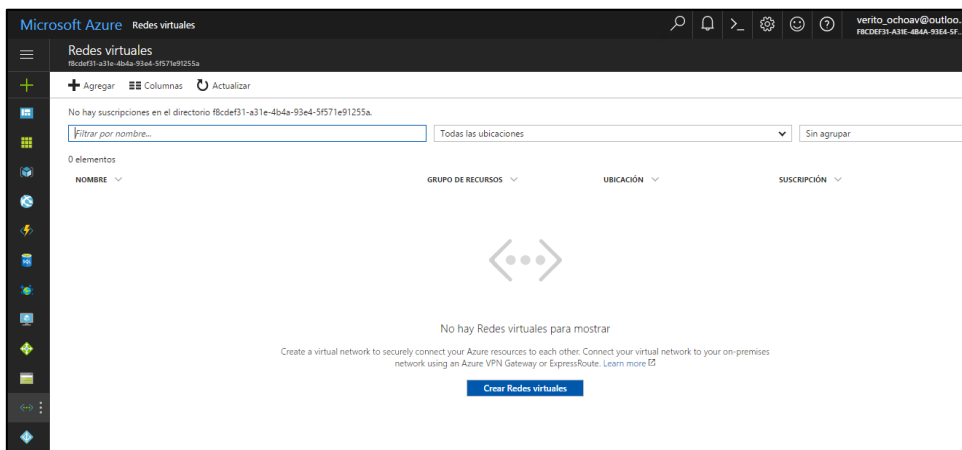 Microsoft Azure Redes virtuales
verito_ochoav@outloo...
F8CDEF31-A31E-4B4A-93E4-5F...
Redes virtuales
f8cdef31-a31e-4b4a-93e4-5f571e91255a
Agregar Columnas Actualizar
No hay suscripciones en el directorio f8cdef31-a31e-4b4a-93e4-5f571e91255a.
Filtrar por nombre... Todas las ubicaciones Sin agrupar
0 elementos
NOMBRE GRUPO DE RECURSOS UBICACIÓN SUSCRIPCIÓN
No hay Redes virtuales para mostrar
Create a virtual network to securely connect your Azure resources to each other. Connect your virtual network to your on-premises
network using an Azure VPN Gateway or ExpressRoute. Learn more
Crear Redes virtuales